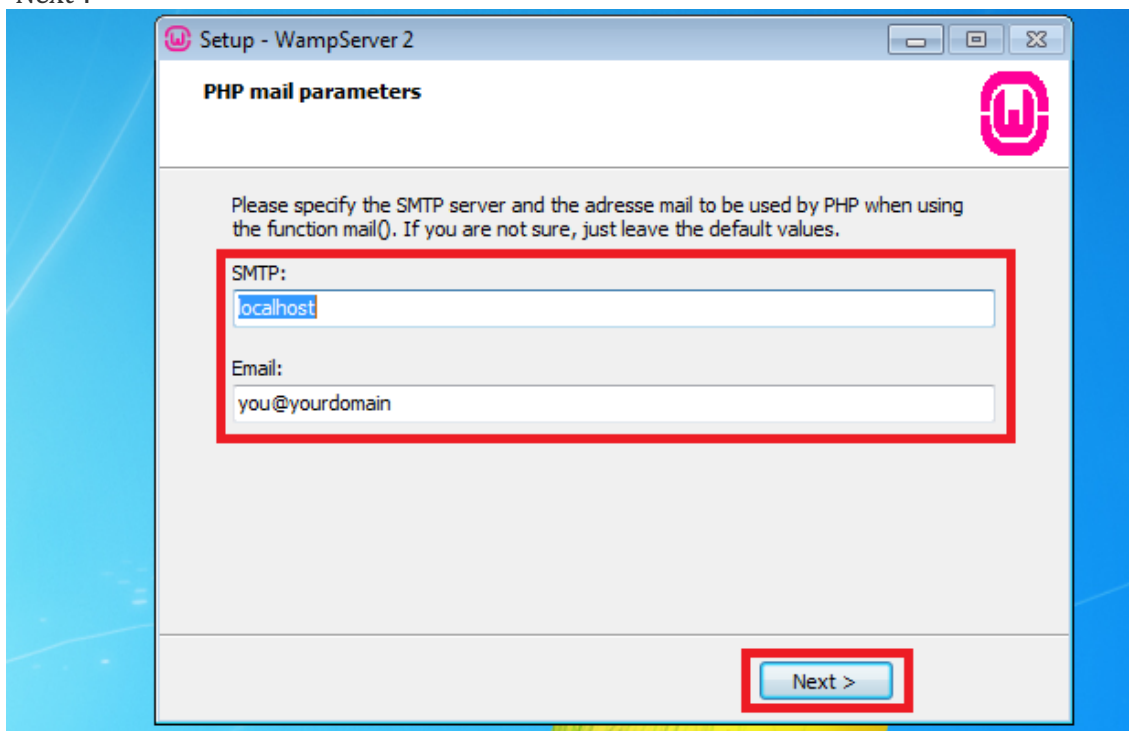 Setup - WampServer 2
PHP mail parameters
Please specify the SMTP server and the adresse mail to be used by PHP when using
the function mail(). If you are not sure, just leave the default values.
SMTP:
localhost
Email:
you@yourdomain
Next >